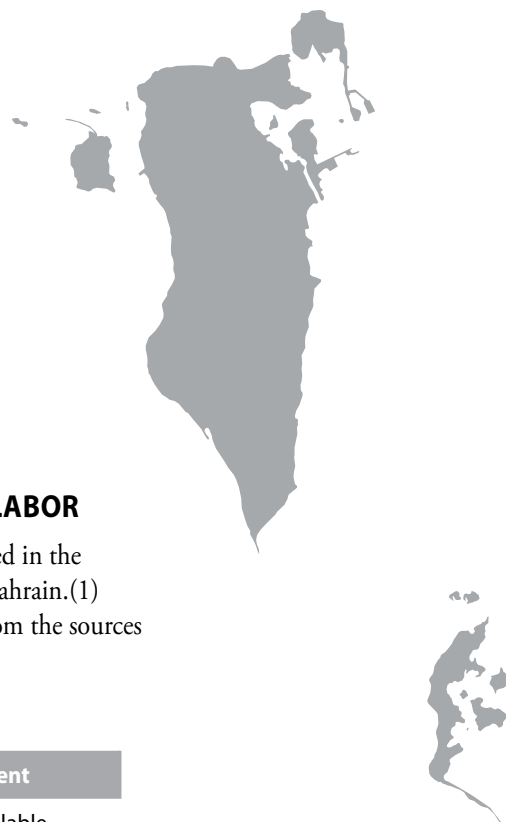 LABOR
ed in the
ahrain.(1)
om the sources
ent
lable